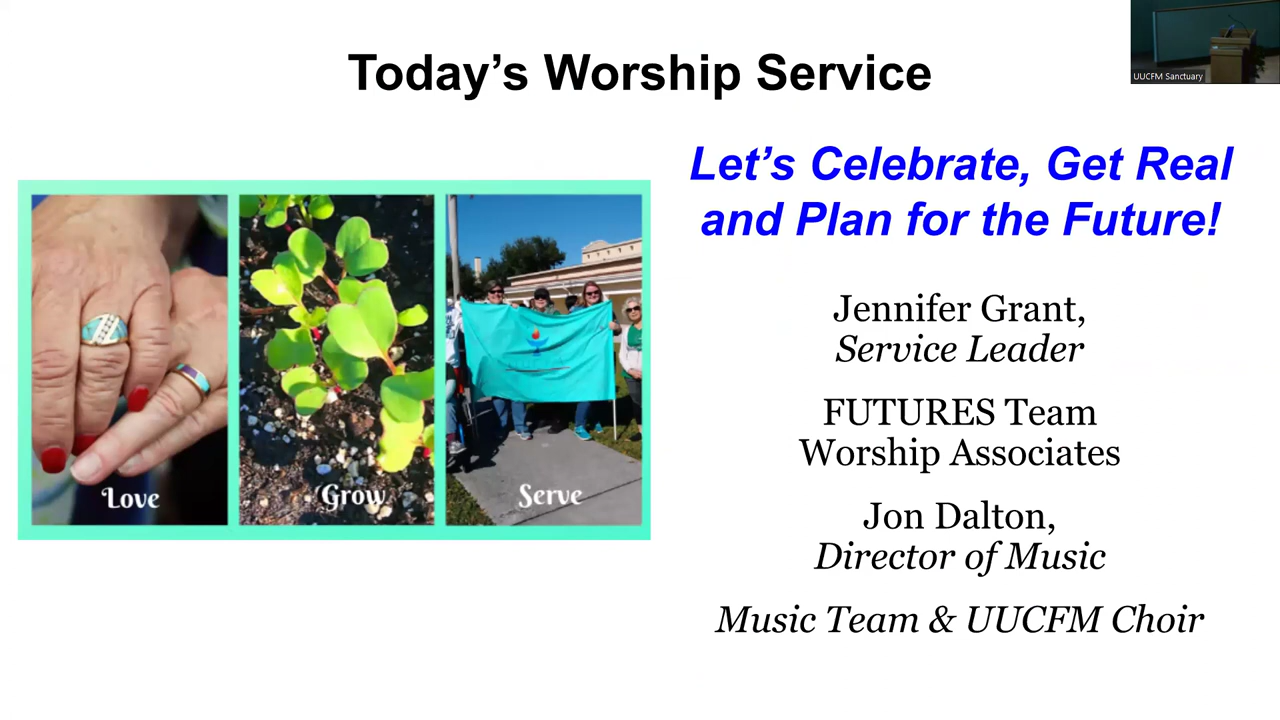 Today’s Worship Service
UUCFM Sanctuary
Let’s Celebrate, Get Real
and Plan for the Future!
Love
Grow
Serve
Jennifer Grant,
Service Leader
FUTURES Team
Worship Associates
Jon Dalton,
Director of Music
Music Team & UUCFM Choir